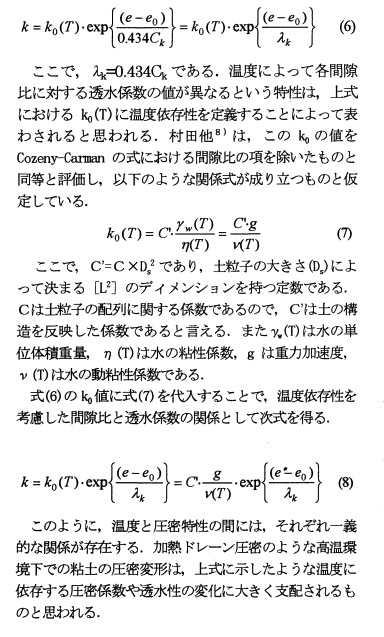 k = k₀(T)·exp{(e−e₀)/0.434Cₖ} = k₀(T)·exp{(e−e₀)/λₖ} (6)
ここで，λₖ=0.434Cₖである．温度によって各間隙
比に対する透水係数の値が異なるという特性は，上式
における k₀(T)に温度依存性を定義することによって表
わされると思われる．村田他⁸⁾は，この k₀ の値を
Cozeny-Carman の式における間隙比の項を除いたものと
同等と評価し，以下のような関係式が成り立つものと仮
定している．
k₀(T) = C'·γw(T)/η(T) = C'·g/ν(T) (7)
ここで，C'=C×Dₛ²であり，土粒子の大きさ(Dₛ)によ
って決まる［L²］のディメンションを持つ定数である．
Cは土粒子の配列に関する係数であるので，C'は土の構
造を反映した係数であると言える．またγw(T)は水の単
位体積重量，η(T)は水の粘性係数，g は重力加速度，
ν(T)は水の動粘性係数である．
式(6)の k₀値に式(7)を代入することで，温度依存性を
考慮した間隙比と透水係数の関係として次式を得る．
k = k₀(T)·exp{(e−e₀)/λₖ} = C'·g/ν(T)·exp{(e*−e₀)/λₖ} (8)
このように，温度と圧密特性の間には，それぞれ一義
的な関係が存在する．加熱ドレーン圧密のような高温環
境下での粘土の圧密変形は，上式に示したような温度に
依存する圧密係数や透水性の変化に大きく支配されるも
のと思われる．